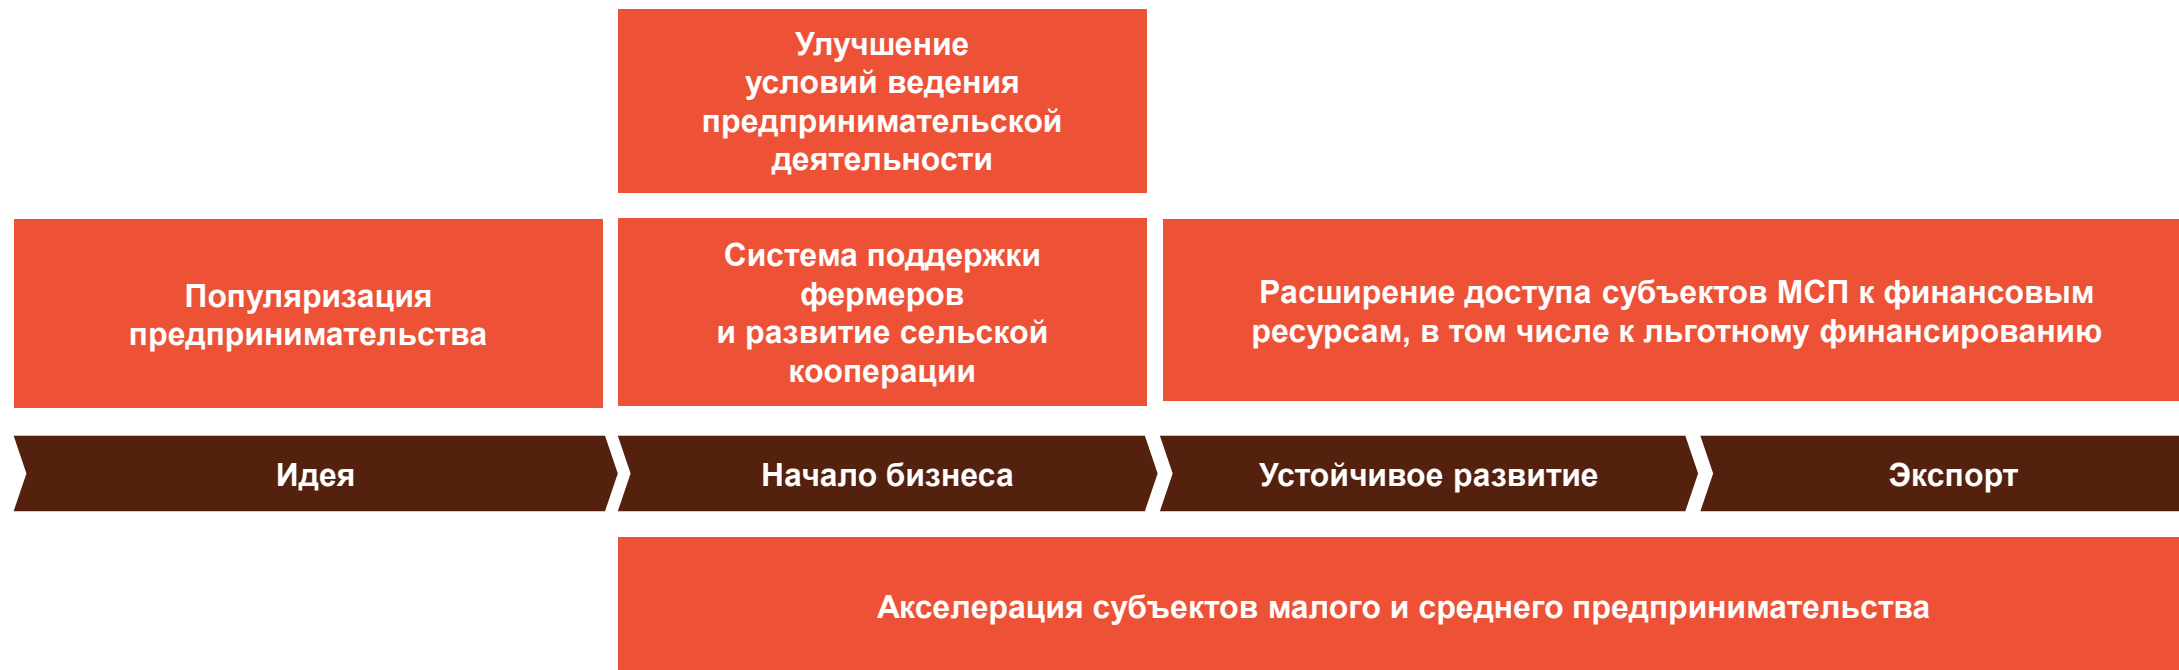 Улучшение
условий ведения
предпринимательской
деятельности
Популяризация
предпринимательства
Система поддержки
фермеров
и развитие сельской
кооперации
Расширение доступа субъектов МСП к финансовым
ресурсам, в том числе к льготному финансированию
Идея
Начало бизнеса
Устойчивое развитие
Экспорт
Акселерация субъектов малого и среднего предпринимательства